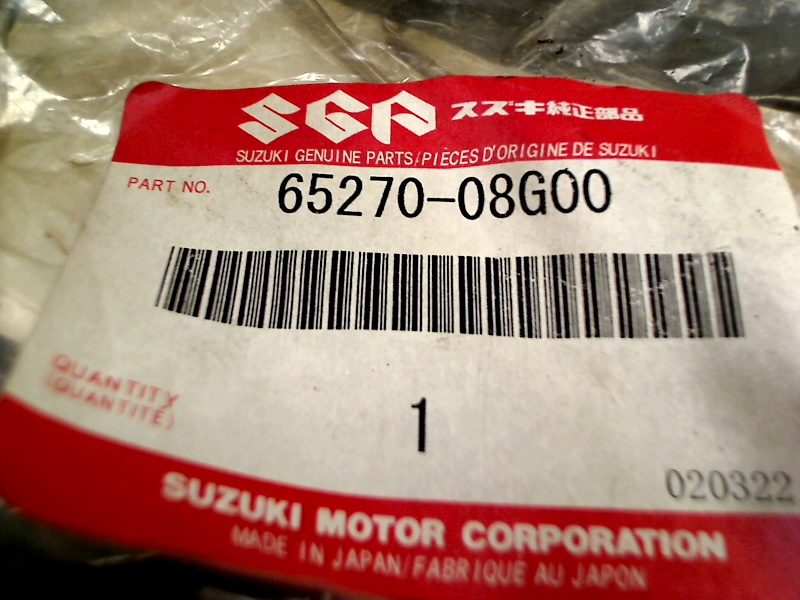 SGP スズキ純正部品
SUZUKI GENUINE PARTS/PIÈCES D'ORIGINE DE SUZUKI
PART NO. 65270-08G00
QUANTITY
(QUANTITÉ)
1
020322
SUZUKI MOTOR CORPORATION
MADE IN JAPAN/FABRIQUÉ AU JAPON